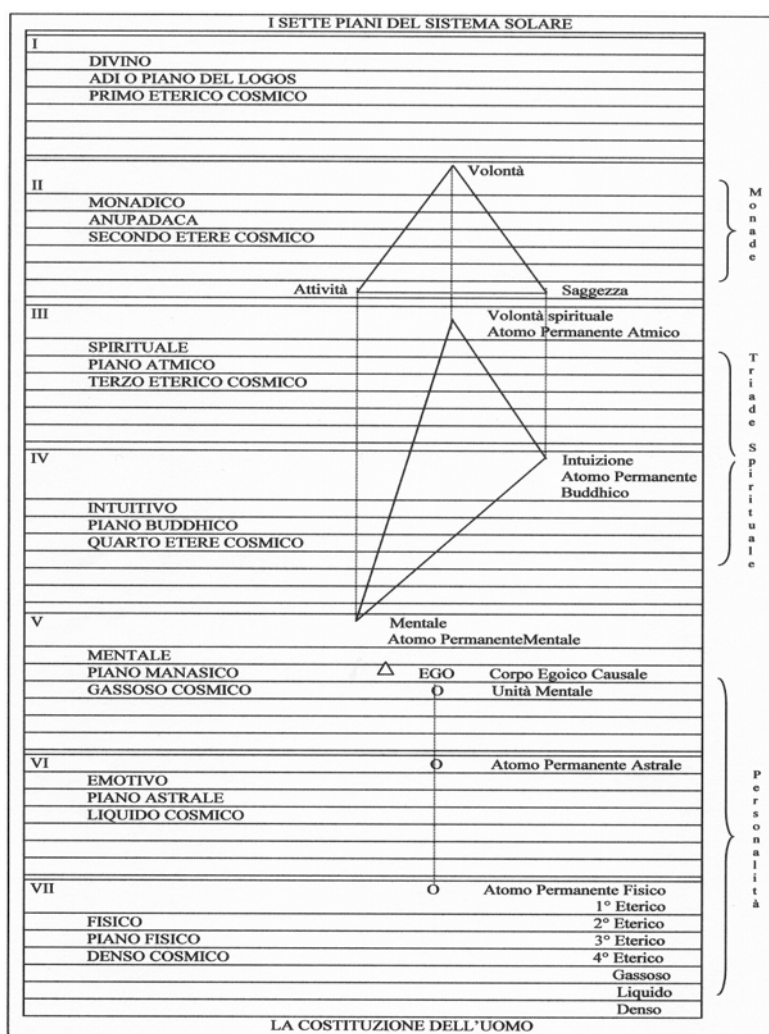 I SETTE PIANI DEL SISTEMA SOLARE
I
DIVINO
ADI O PIANO DEL LOGOS
PRIMO ETERICO COSMICO
Volontà
II
MONADICO
ANUPADACA
SECONDO ETERE COSMICO
Attività Saggezza
Monade
III
Volontà spirituale
Atomo Permanente Atmico
SPIRITUALE
PIANO ATMICO
TERZO ETERICO COSMICO
IV
Intuizione
Atomo Permanente
Buddhico
INTUITIVO
PIANO BUDDHICO
QUARTO ETERE COSMICO
Triade Spirituale
V
Mentale
Atomo PermanenteMentale
MENTALE
PIANO MANASICO EGO Corpo Egoico Causale
GASSOSO COSMICO Unità Mentale
VI Atomo Permanente Astrale
EMOTIVO
PIANO ASTRALE
LIQUIDO COSMICO
Personalità
VII Atomo Permanente Fisico
1° Eterico
FISICO 2° Eterico
PIANO FISICO 3° Eterico
DENSO COSMICO 4° Eterico
Gassoso
Liquido
Denso
LA COSTITUZIONE DELL'UOMO